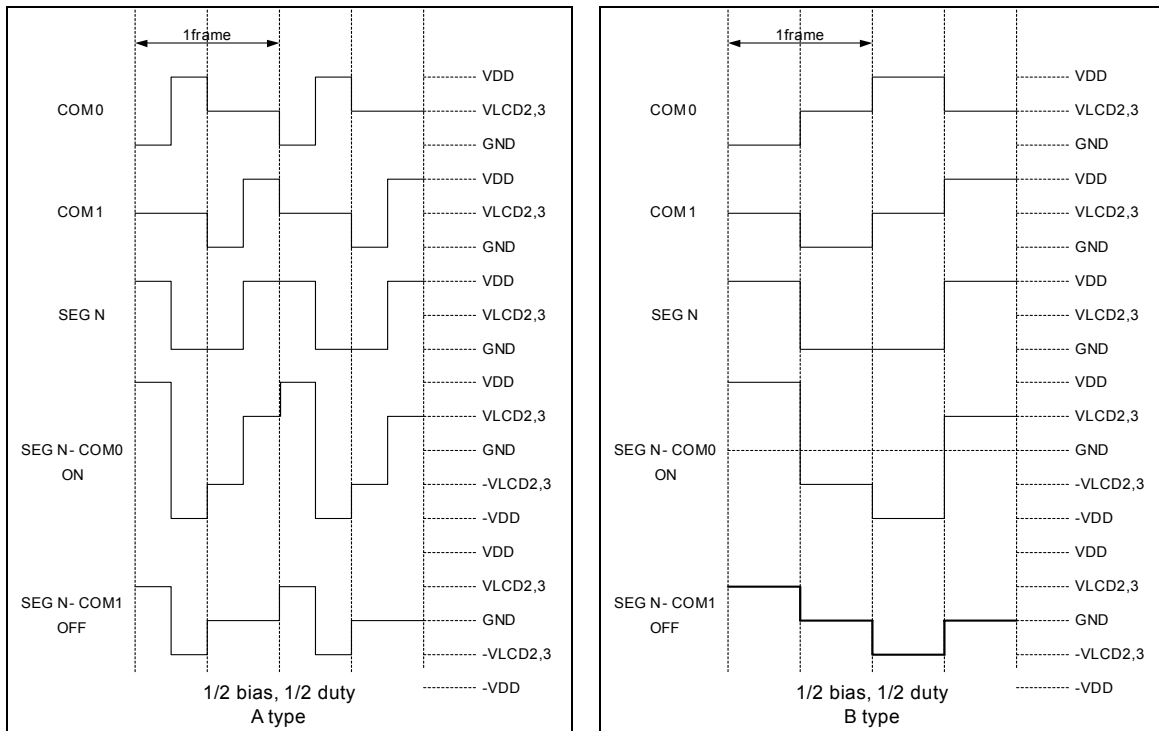 1frame
COM0
VDD
VLCD2,3
GND
COM1
VDD
VLCD2,3
GND
SEG N
VDD
VLCD2,3
GND
SEG N- COM0
ON
VDD
VLCD2,3
GND
-VLCD2,3
-VDD
SEG N- COM1
OFF
VDD
VLCD2,3
GND
-VLCD2,3
-VDD
1/2 bias, 1/2 duty
A type
1frame
COM0
VDD
VLCD2,3
GND
COM1
VDD
VLCD2,3
GND
SEG N
VDD
VLCD2,3
GND
SEG N- COM0
ON
VDD
VLCD2,3
GND
-VLCD2,3
-VDD
SEG N- COM1
OFF
VDD
VLCD2,3
GND
-VLCD2,3
-VDD
1/2 bias, 1/2 duty
B type